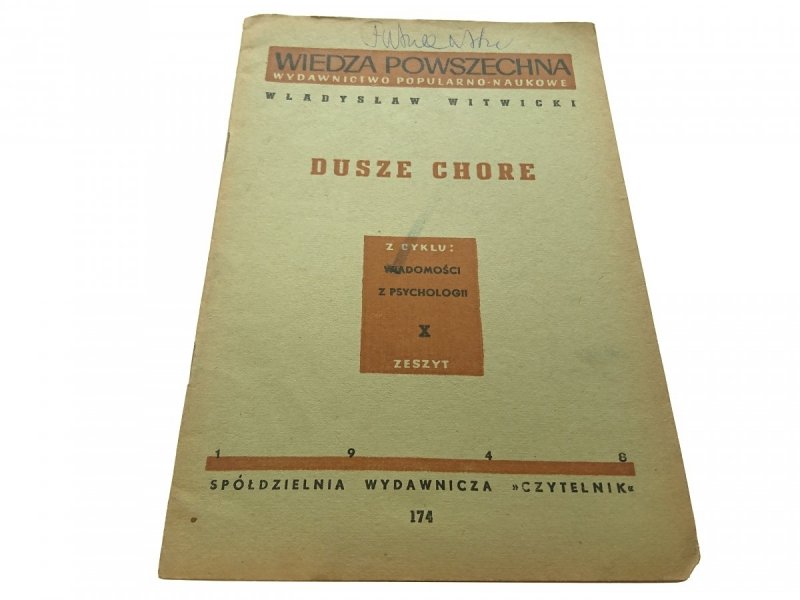 WIEDZA POWSZECHNA
WYDAWNICTWO POPULARNO-NAUKOWE
WŁADYSŁAW WITWICKI
DUSZE CHORE
Z CYKLU:
WIADOMOŚCI
Z PSYCHOLOGII
X
ZESZYT
1 9 4 8
SPÓŁDZIELNIA WYDAWNICZA »CZYTELNIK«
174